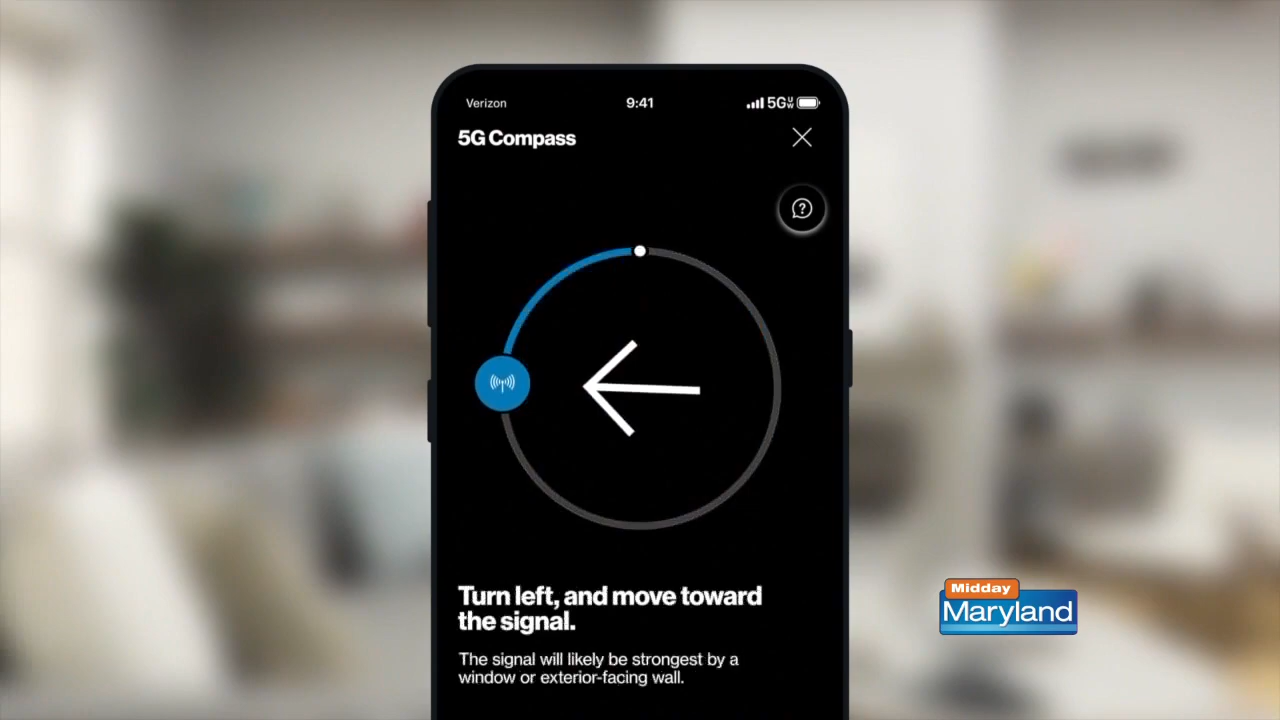 Verizon
9:41
5G UW
5G Compass
?
Turn left, and move toward
the signal.
The signal will likely be strongest by a
window or exterior-facing wall.
Midday
Maryland